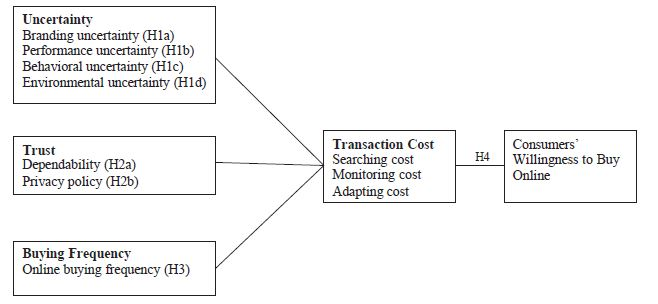 Uncertainty
Branding uncertainty (H1a)
Performance uncertainty (H1b)
Behavioral uncertainty (H1c)
Environmental uncertainty (H1d)
Trust
Dependability (H2a)
Privacy policy (H2b)
Buying Frequency
Online buying frequency (H3)
Transaction Cost
Searching cost
Monitoring cost
Adapting cost
H4
Consumers’
Willingness to Buy
Online